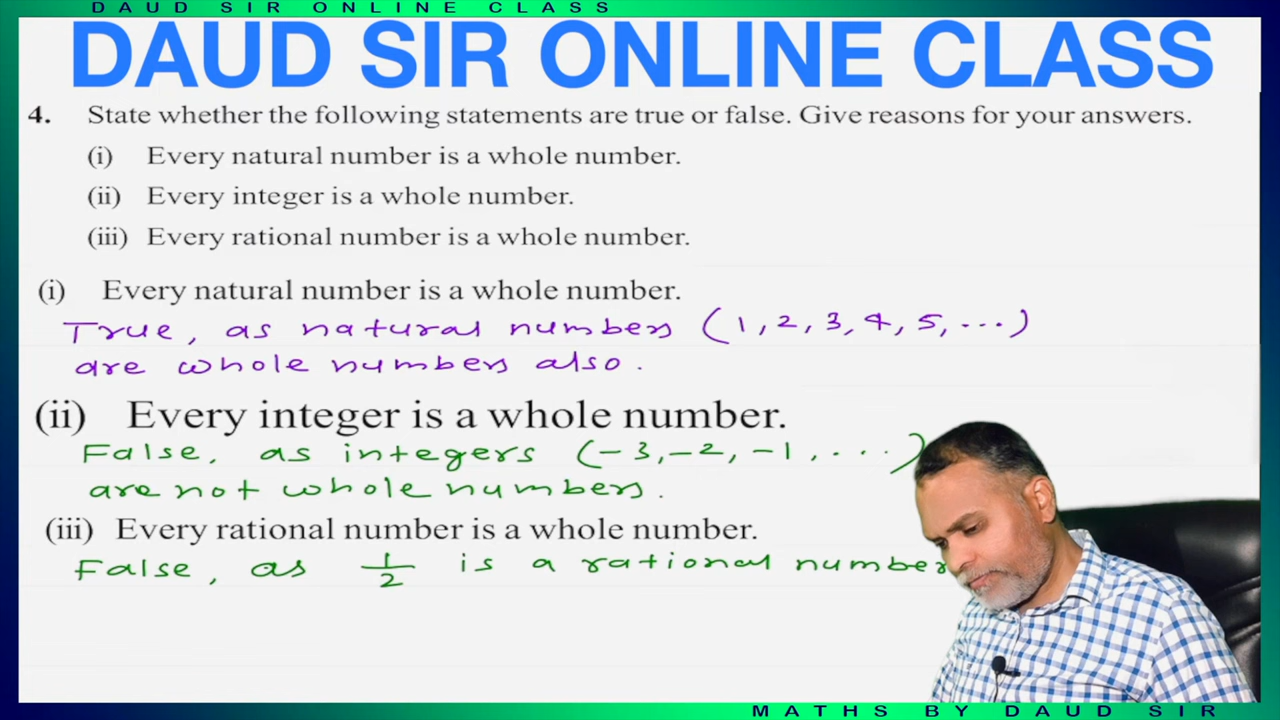 DAUD SIR ONLINE CLASS
DAUD SIR ONLINE CLASS
4. State whether the following statements are true or false. Give reasons for your answers.
(i) Every natural number is a whole number.
(ii) Every integer is a whole number.
(iii) Every rational number is a whole number.
(i) Every natural number is a whole number.
True, as natural numbers (1, 2, 3, 4, 5, ...)
are whole numbers also.
(ii) Every integer is a whole number.
False, as integers (-3, -2, -1, ....)
are not whole numbers.
(iii) Every rational number is a whole number.
False, as 1/2 is a rational number
MATHS BY DAUD SIR